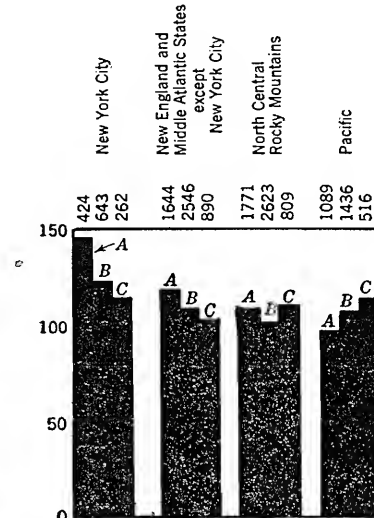 New York City
New England and
Middle Atlantic States
except
New York City
North Central
Rocky Mountains
Pacific
424
643
262
1644
2546
890
1771
2623
809
1089
1436
516
150
100
50
0
A
B
C
A
B
C
A
B
C
A
B
C